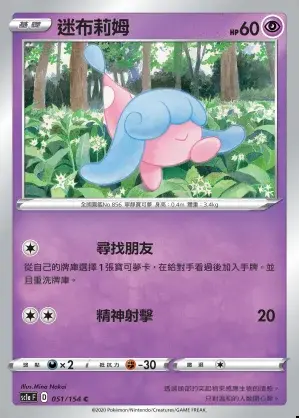 基礎 迷布莉姆 HP60
全國圖鑑No.856 寧靜寶可夢 身高：0.4m 體重：3.4kg
尋找朋友
從自己的牌庫選擇1張寶可夢卡，在給對手看過後加入手牌。並且重洗牌庫。
精神射擊 20
弱點 ×2 抵抗力 -30 撤退
Illus.Mina Nakai
sc1a F D 051/154 C
©2020 Pokémon/Nintendo/Creatures/GAME FREAK.